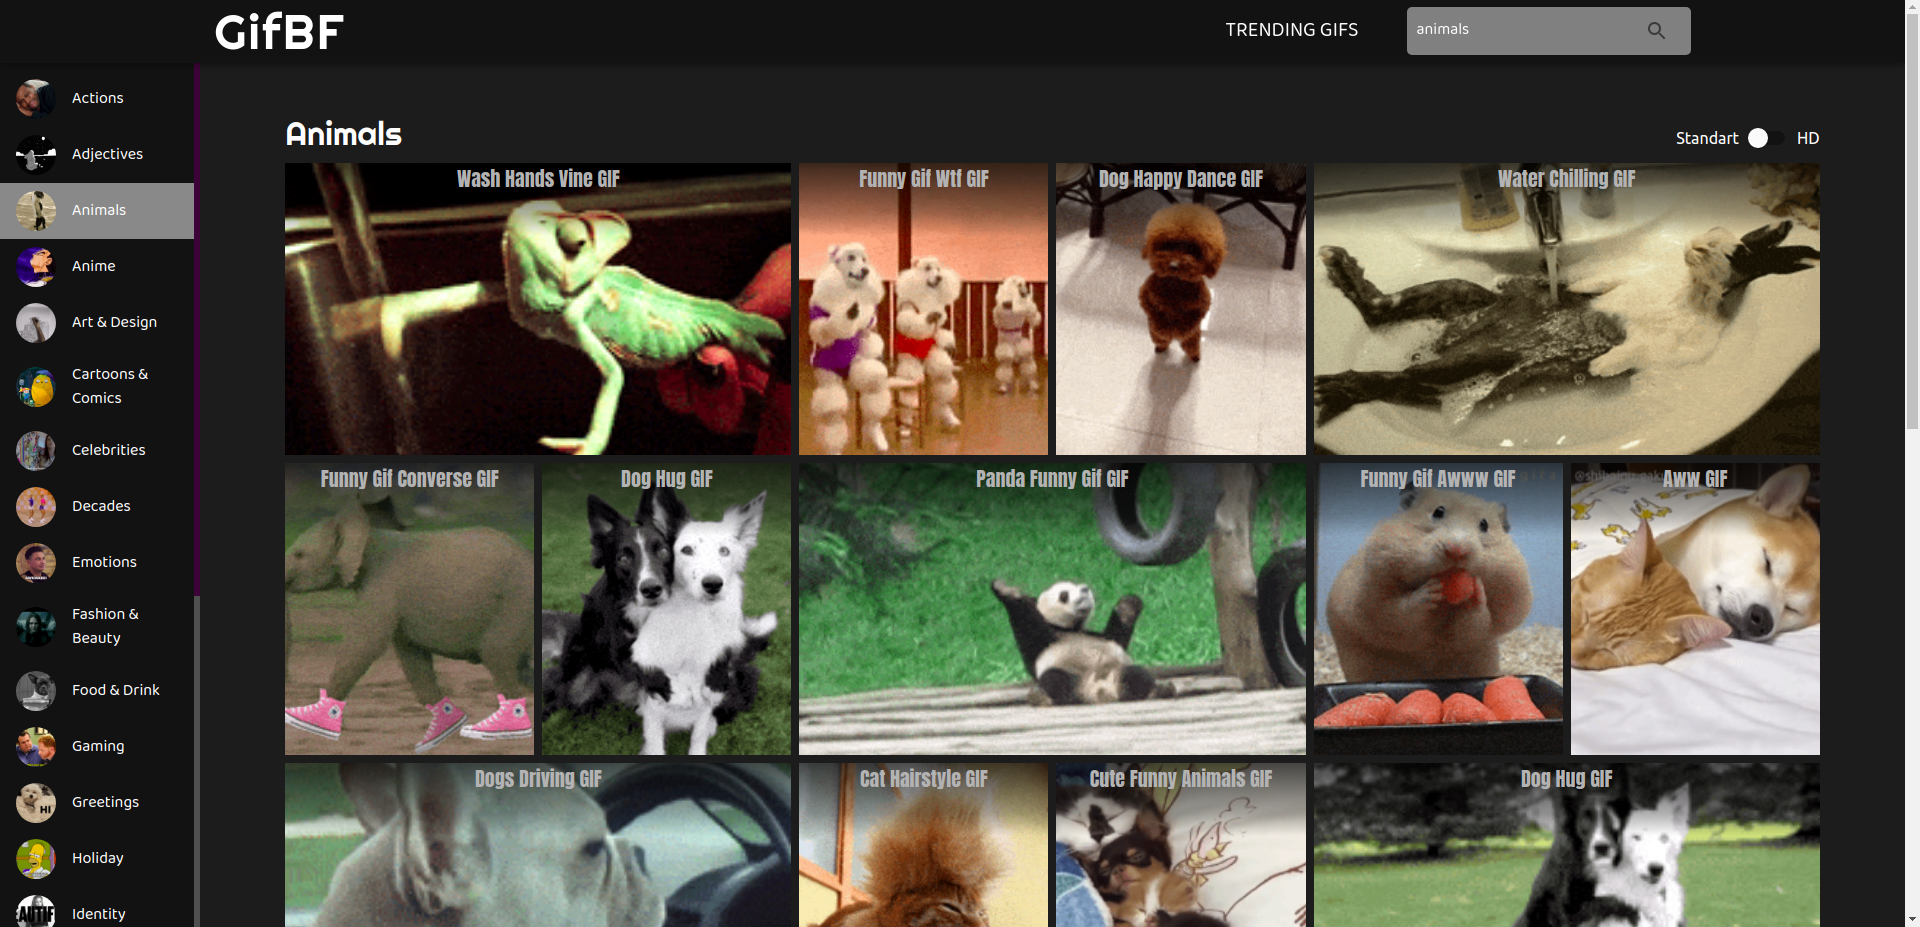 GifBF
TRENDING GIFS
animals
Actions
Adjectives
Animals
Anime
Art & Design
Cartoons &
Comics
Celebrities
Decades
Emotions
Fashion &
Beauty
Food & Drink
Gaming
Greetings
HI
Holiday
Identity
Animals
Standart
HD
Wash Hands Vine GIF
Funny Gif Wtf GIF
Dog Happy Dance GIF
Water Chilling GIF
Funny Gif Converse GIF
Dog Hug GIF
Panda Funny Gif GIF
Funny Gif Awww GIF
Aww GIF
Dogs Driving GIF
Cat Hairstyle GIF
Cute Funny Animals GIF
Dog Hug GIF